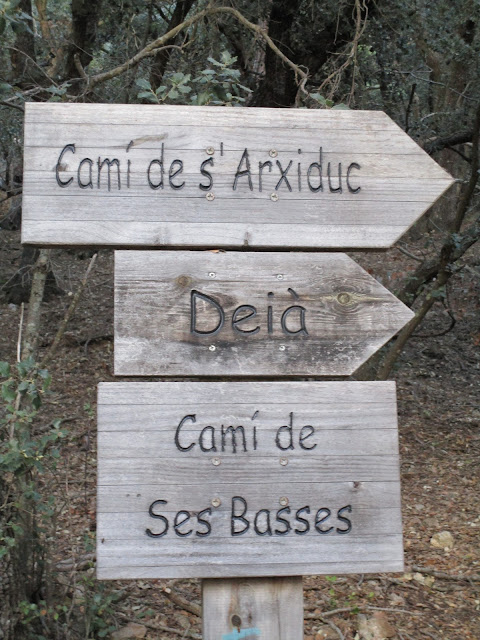 Camí de s'Arxiduc
Deià
Camí de
Ses Basses